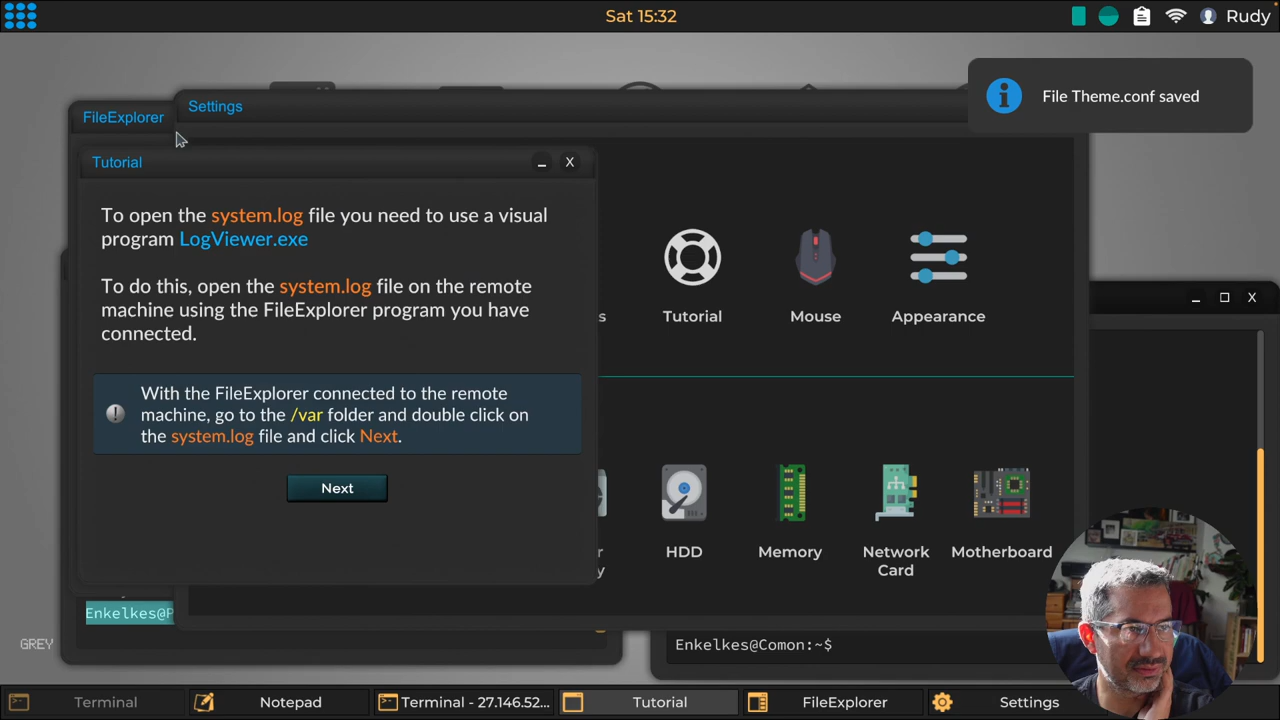 Sat 15:32
Rudy
File Theme.conf saved
FileExplorer
Settings
Tutorial
To open the system.log file you need to use a visual
program LogViewer.exe
To do this, open the system.log file on the remote
machine using the FileExplorer program you have
connected.
With the FileExplorer connected to the remote
machine, go to the /var folder and double click on
the system.log file and click Next.
Next
s
Tutorial
Mouse
Appearance
r
y
HDD
Memory
Network
Card
Motherboard
Enkelkes@P
GREY
Enkelkes@Comon:~$
Terminal
Notepad
Terminal - 27.146.52...
Tutorial
FileExplorer
Settings